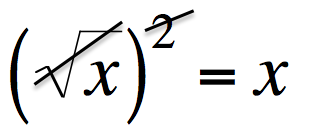 (√x)² = x